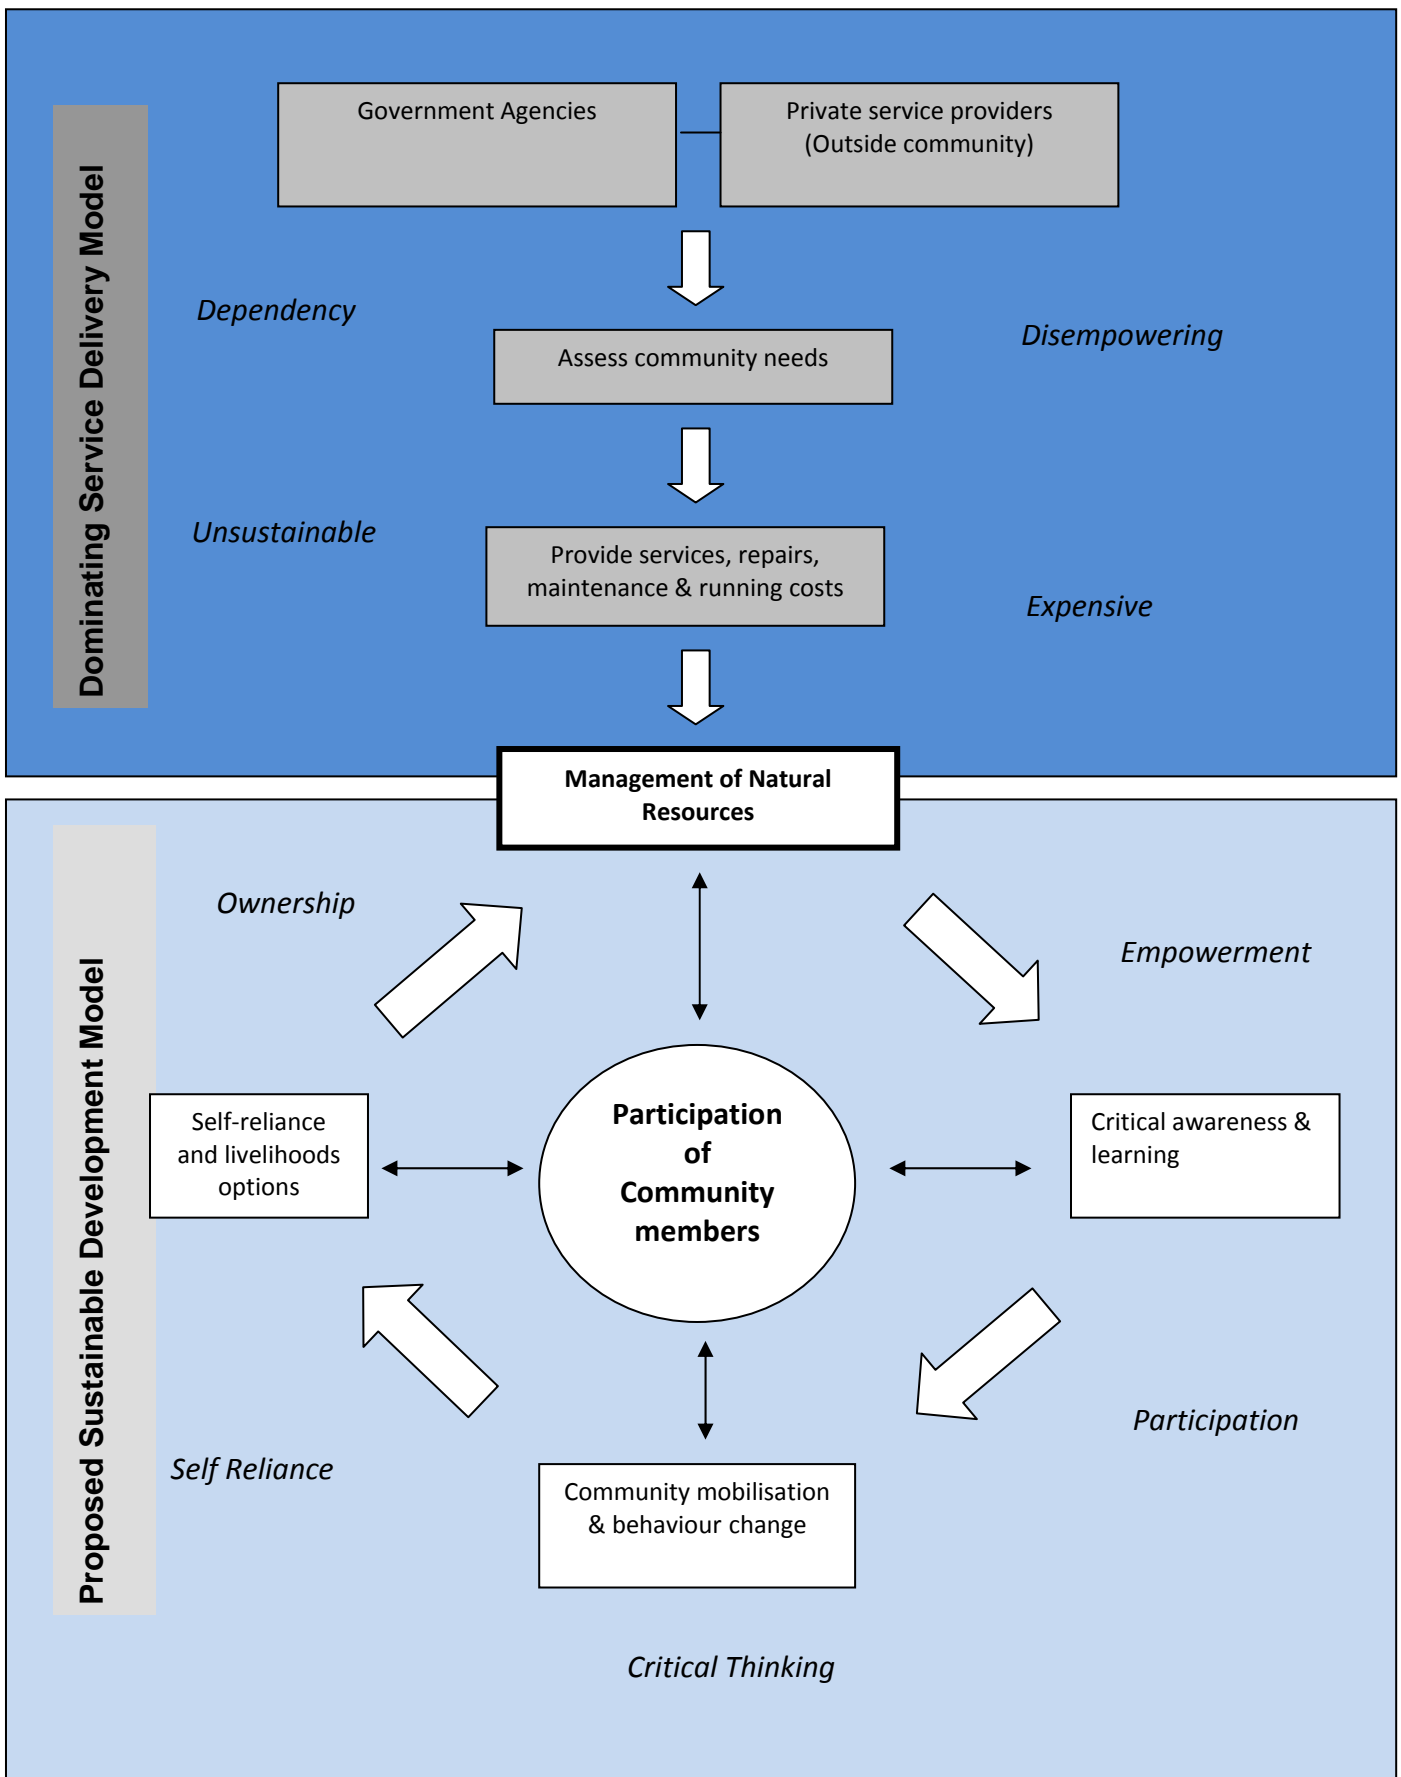 Dominating Service Delivery Model
Government Agencies
Private service providers
(Outside community)
Dependency
Disempowering
Assess community needs
Unsustainable
Provide services, repairs,
maintenance & running costs
Expensive
Management of Natural
Resources
Proposed Sustainable Development Model
Ownership
Empowerment
Self-reliance
and livelihoods
options
Participation
of
Community
members
Critical awareness &
learning
Participation
Self Reliance
Community mobilisation
& behaviour change
Critical Thinking